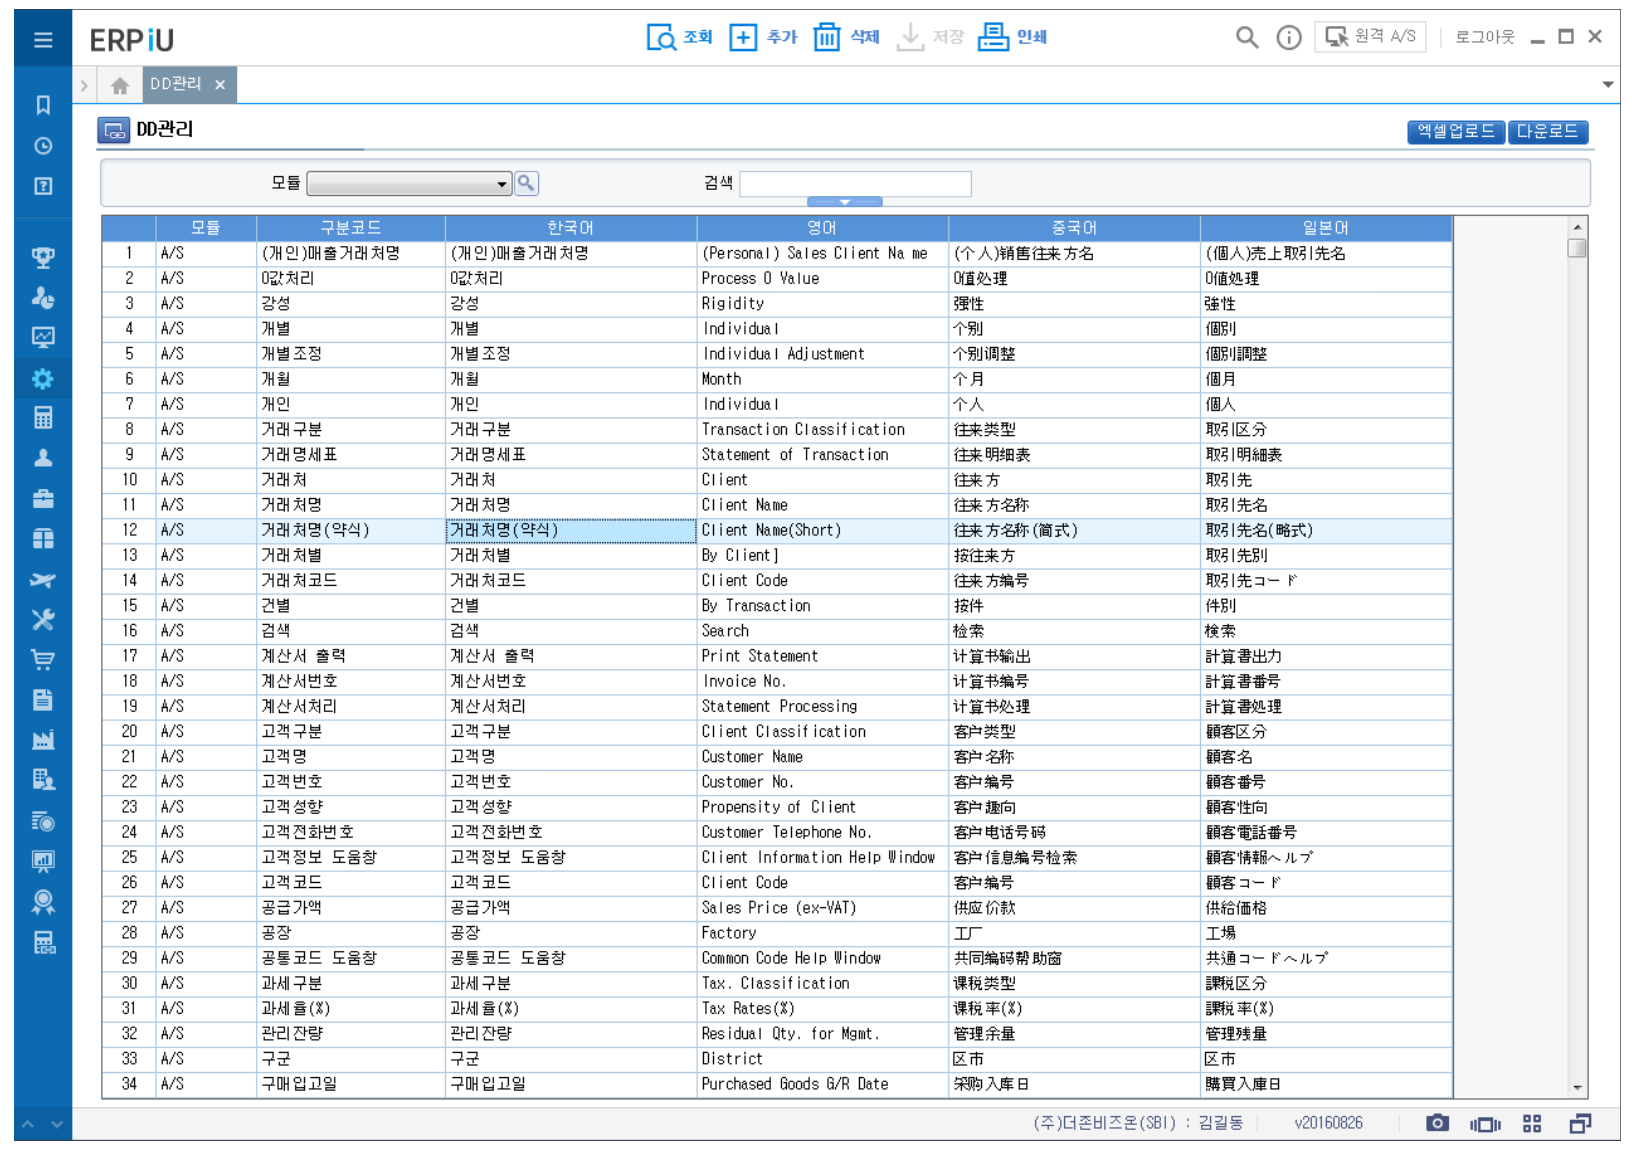 ERPiU 조회 추가 삭제 저장 인쇄 원격 A/S 로그아웃
DD관리
DD관리 엑셀업로드 다운로드
모듈 검색
모듈 구분코드 한국어 영어 중국어 일본어
1 A/S (개인)매출거래처명 (개인)매출거래처명 (Personal) Sales Client Na me (个人)销售往来方名 (個人)売上取引先名
2 A/S 0값처리 0값처리 Process 0 Value 0值处理 0値処理
3 A/S 강성 강성 Rigidity 强性 強性
4 A/S 개별 개별 Individual 个别 個別
5 A/S 개별조정 개별조정 Individual Adjustment 个别调整 個別調整
6 A/S 개월 개월 Month 个月 個月
7 A/S 개인 개인 Individual 个人 個人
8 A/S 거래구분 거래구분 Transaction Classification 往来类型 取引区分
9 A/S 거래명세표 거래명세표 Statement of Transaction 往来明细表 取引明細表
10 A/S 거래처 거래처 Client 往来方 取引先
11 A/S 거래처명 거래처명 Client Name 往来方名称 取引先名
12 A/S 거래처명(약식) 거래처명(약식) Client Name(Short) 往来方名称(简式) 取引先名(略式)
13 A/S 거래처별 거래처별 By Client] 按往来方 取引先別
14 A/S 거래처코드 거래처코드 Client Code 往来方编号 取引先コード
15 A/S 건별 건별 By Transaction 按件 件別
16 A/S 검색 검색 Search 检索 検索
17 A/S 계산서 출력 계산서 출력 Print Statement 计算书输出 計算書出力
18 A/S 계산서번호 계산서번호 Invoice No. 计算书编号 計算書番号
19 A/S 계산서처리 계산서처리 Statement Processing 计算书处理 計算書処理
20 A/S 고객구분 고객구분 Client Classification 客户类型 顧客区分
21 A/S 고객명 고객명 Customer Name 客户名称 顧客名
22 A/S 고객번호 고객번호 Customer No. 客户编号 顧客番号
23 A/S 고객성향 고객성향 Propensity of Client 客户趣向 顧客性向
24 A/S 고객전화번호 고객전화번호 Customer Telephone No. 客户电话号码 顧客電話番号
25 A/S 고객정보 도움창 고객정보 도움창 Client Information Help Window 客户信息编号检索 顧客情報ヘルプ
26 A/S 고객코드 고객코드 Client Code 客户编号 顧客コード
27 A/S 공급가액 공급가액 Sales Price (ex-VAT) 供应价款 供給価格
28 A/S 공장 공장 Factory 工厂 工場
29 A/S 공통코드 도움창 공통코드 도움창 Common Code Help Window 共同编码帮助窗 共通コードヘルプ
30 A/S 과세구분 과세구분 Tax. Classification 课税类型 課税区分
31 A/S 과세율(%) 과세율(%) Tax Rates(%) 课税率(%) 課税率(%)
32 A/S 관리잔량 관리잔량 Residual Qty. for Mgmt. 管理余量 管理残量
33 A/S 구군 구군 District 区市 区市
34 A/S 구매입고일 구매입고일 Purchased Goods G/R Date 采购入库日 購買入庫日
(주)더존비즈온(SBI) : 김길동 v20160826